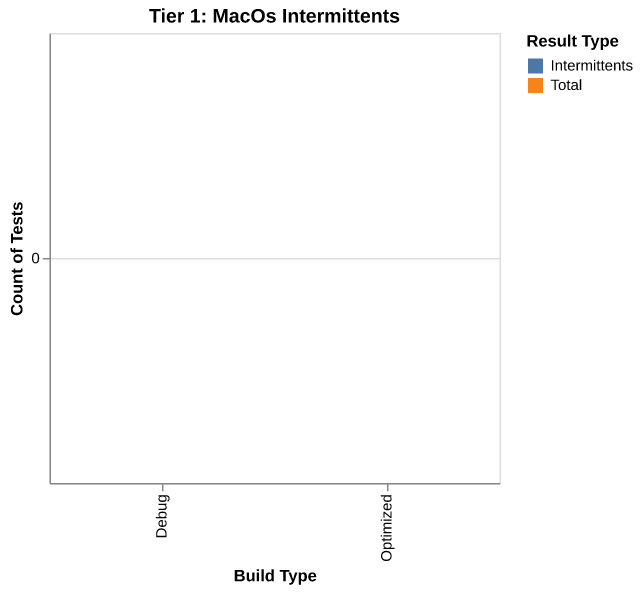 Tier 1: MacOs Intermittents
Result Type
Intermittents
Total
Count of Tests
0
Debug
Optimized
Build Type